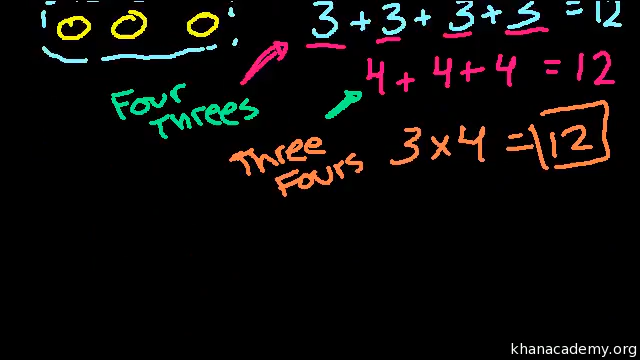 3 + 3 + 3 + 3 = 12
4 + 4 + 4 = 12
Four
Threes
3 x 4 = 12
Three
Fours
khanacademy.org